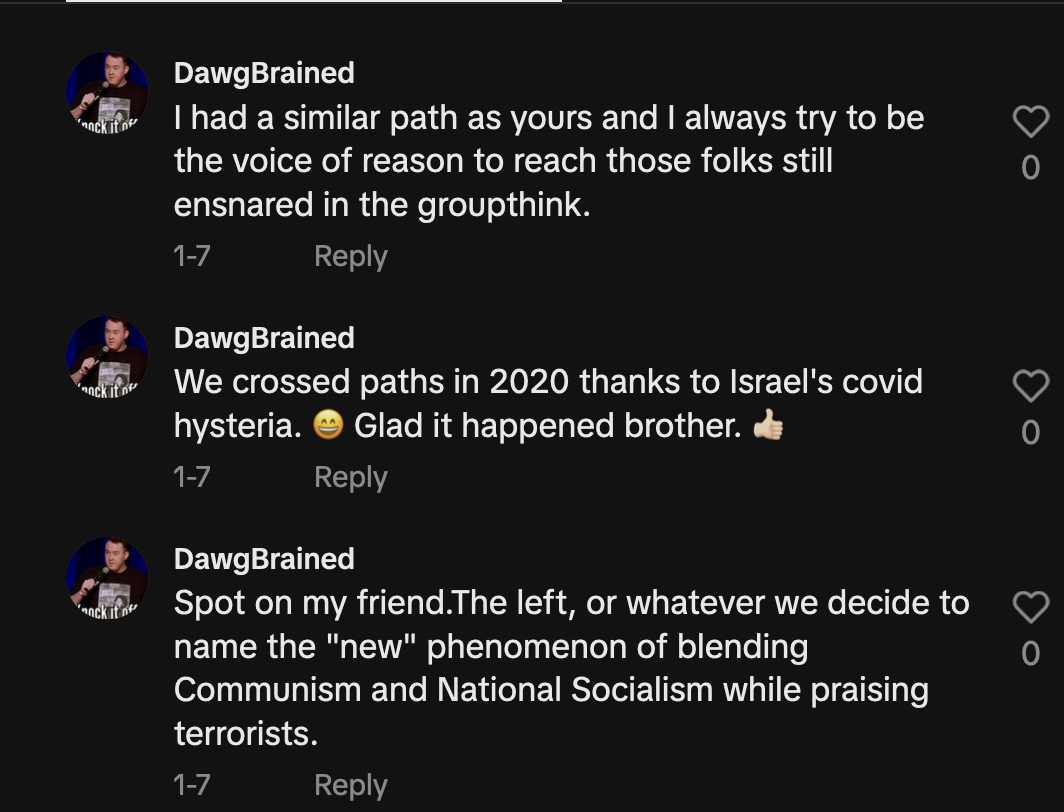 DawgBrained
I had a similar path as yours and I always try to be
the voice of reason to reach those folks still
ensnared in the groupthink.
1-7 Reply
0
DawgBrained
We crossed paths in 2020 thanks to Israel's covid
hysteria. 😄 Glad it happened brother. 👍🏻
1-7 Reply
0
DawgBrained
Spot on my friend.The left, or whatever we decide to
name the "new" phenomenon of blending
Communism and National Socialism while praising
terrorists.
1-7 Reply
0